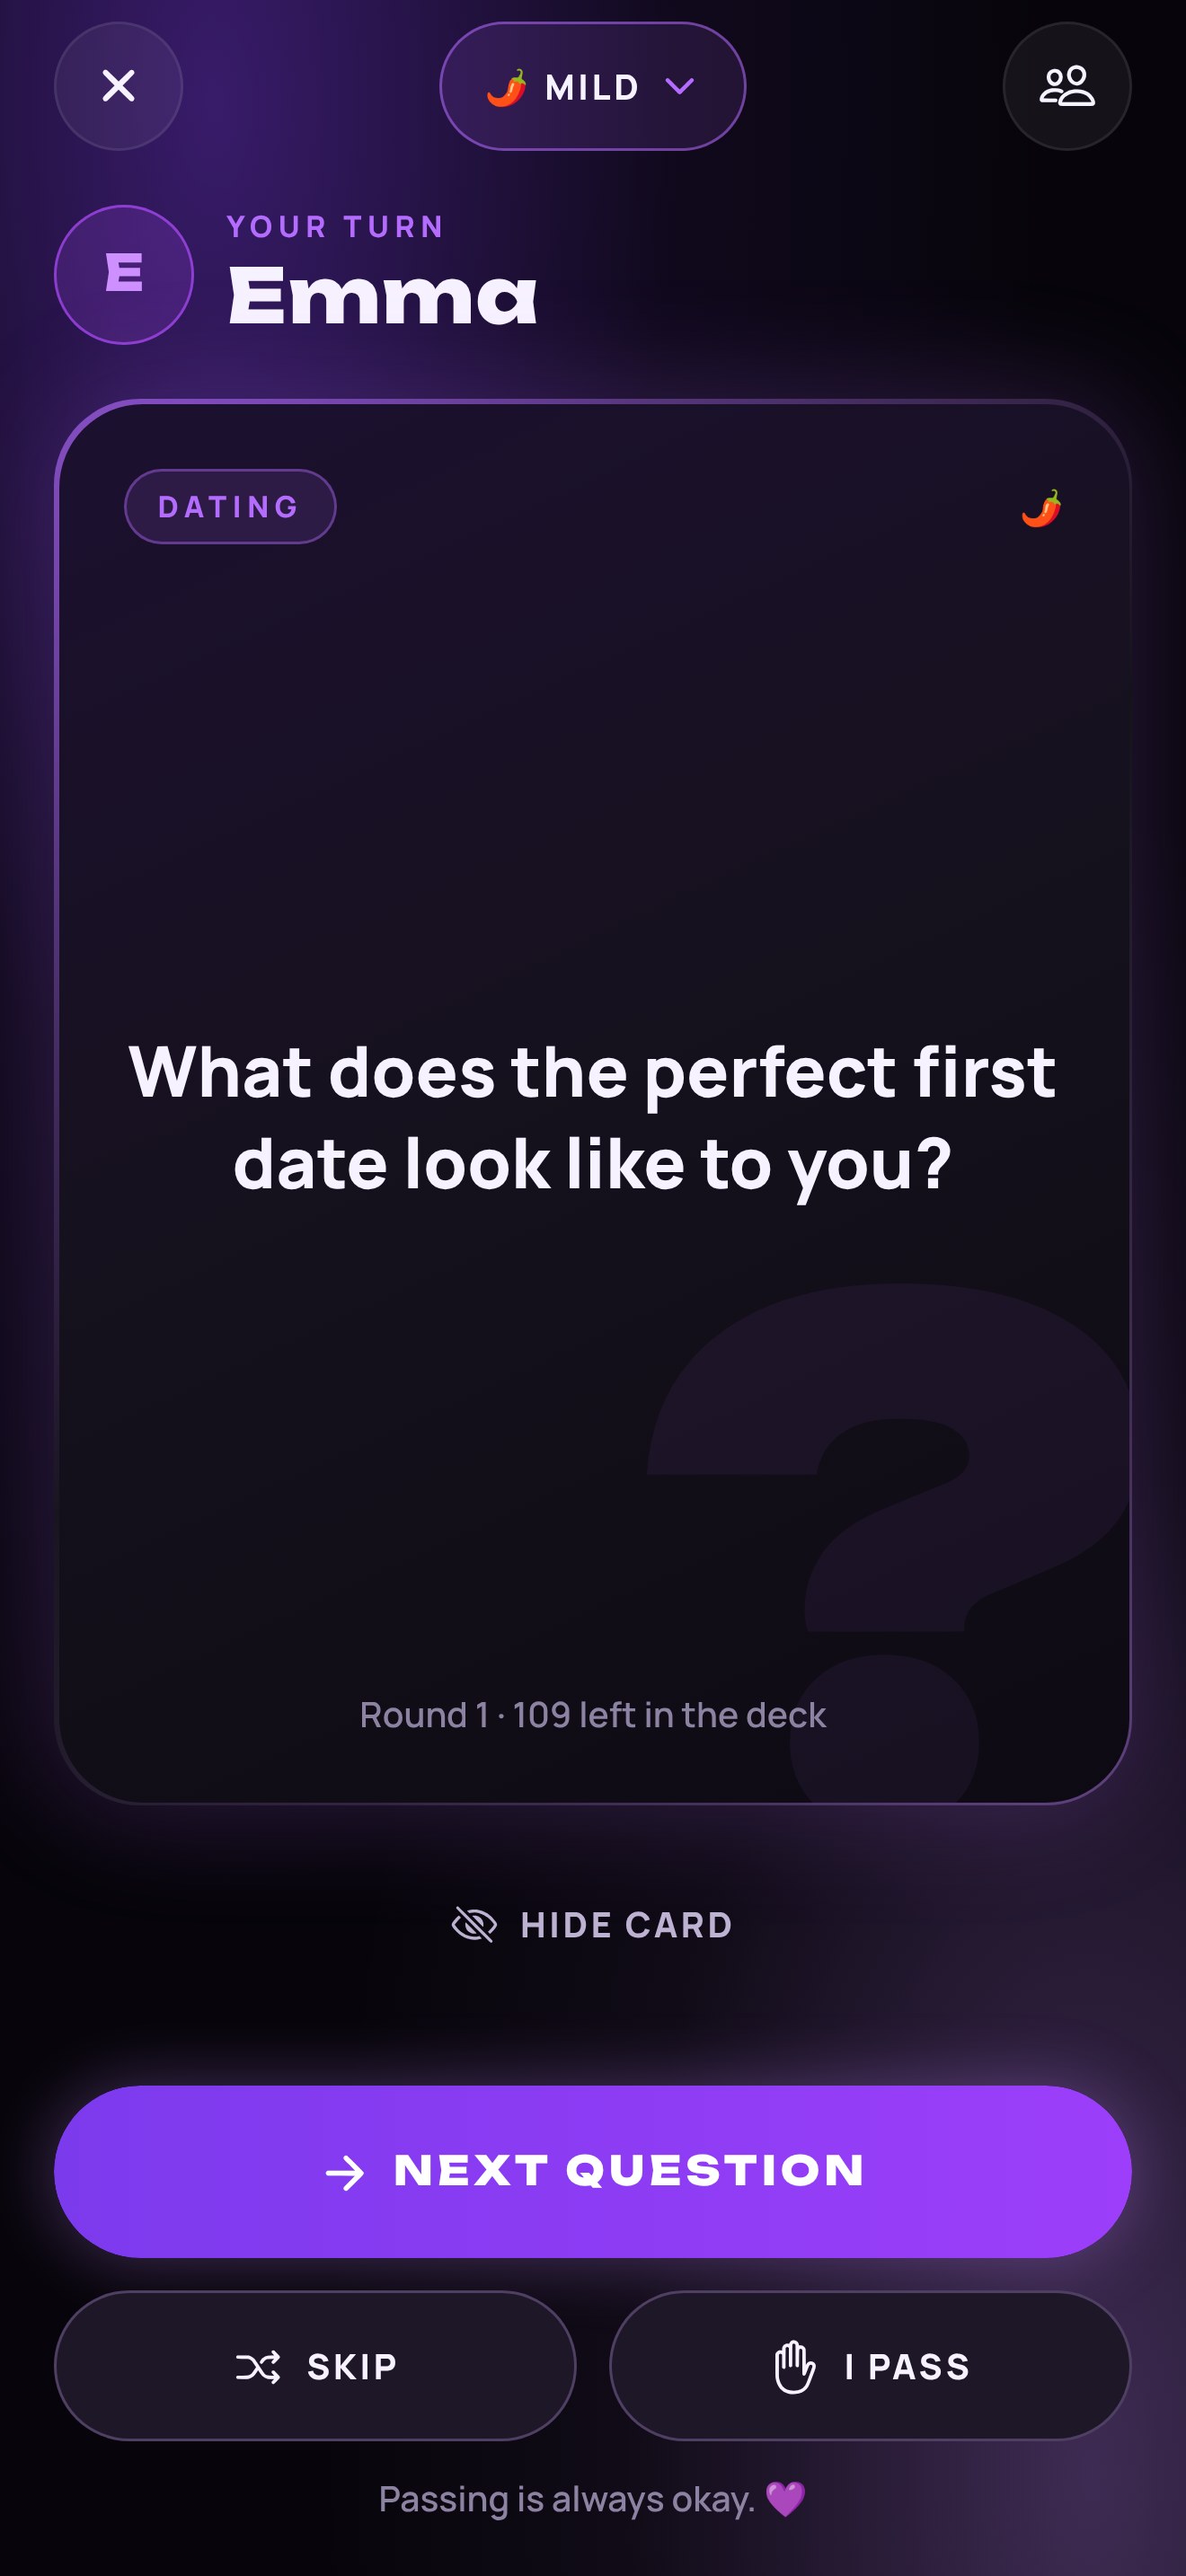 🌶️ MILD
E
YOUR TURN
Emma
DATING
🌶️
What does the perfect first
date look like to you?
?
Round 1 · 109 left in the deck
HIDE CARD
→ NEXT QUESTION
SKIP
I PASS
Passing is always okay. 💜